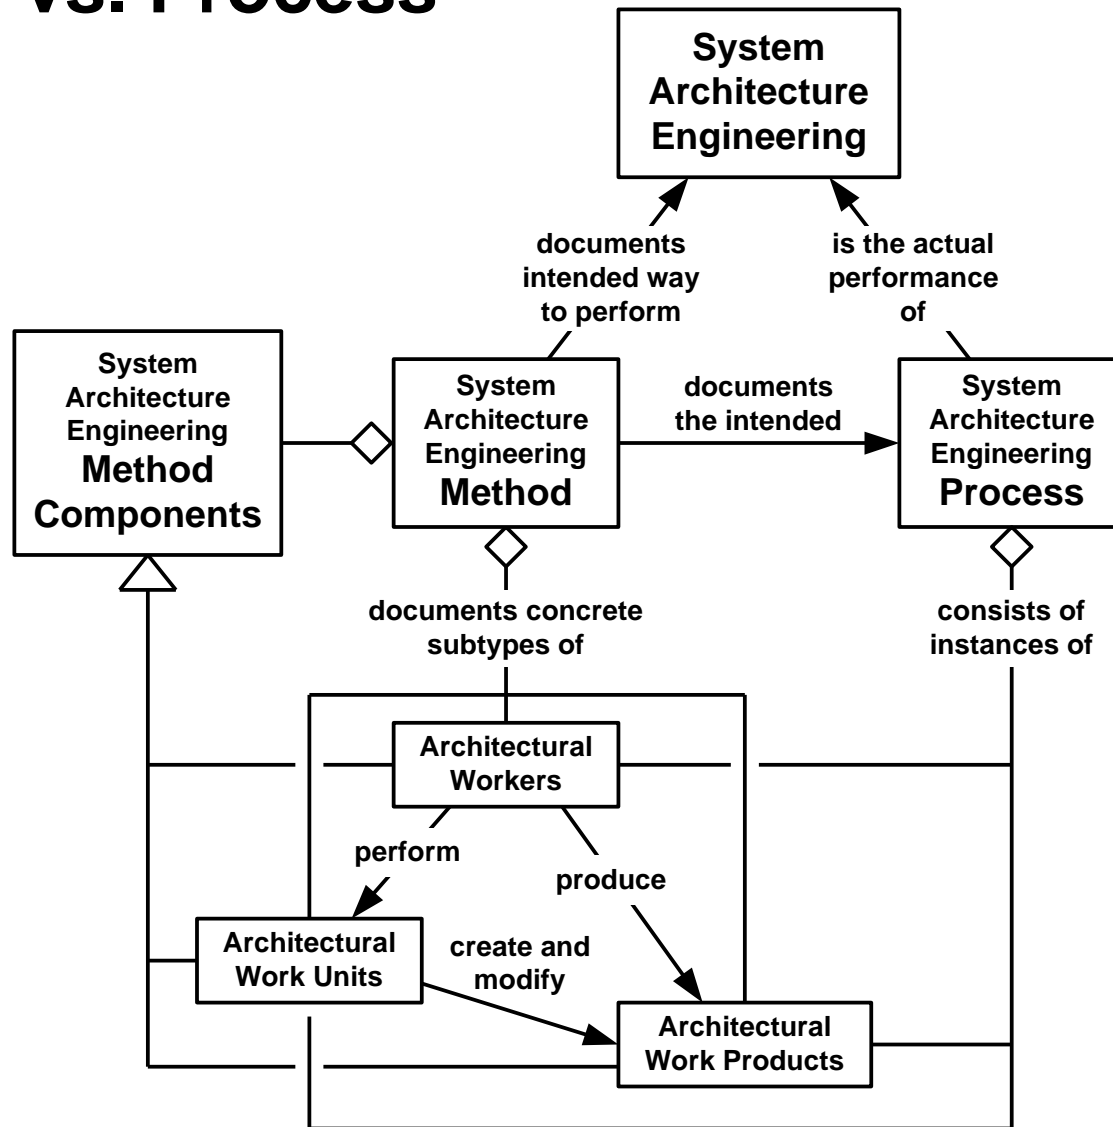 vs. Process
System
Architecture
Engineering
documents
intended way
to perform
is the actual
performance
of
System
Architecture
Engineering
Method
Components
System
Architecture
Engineering
Method
documents
the intended
System
Architecture
Engineering
Process
documents concrete
subtypes of
consists of
instances of
Architectural
Workers
perform
produce
Architectural
Work Units
create and
modify
Architectural
Work Products